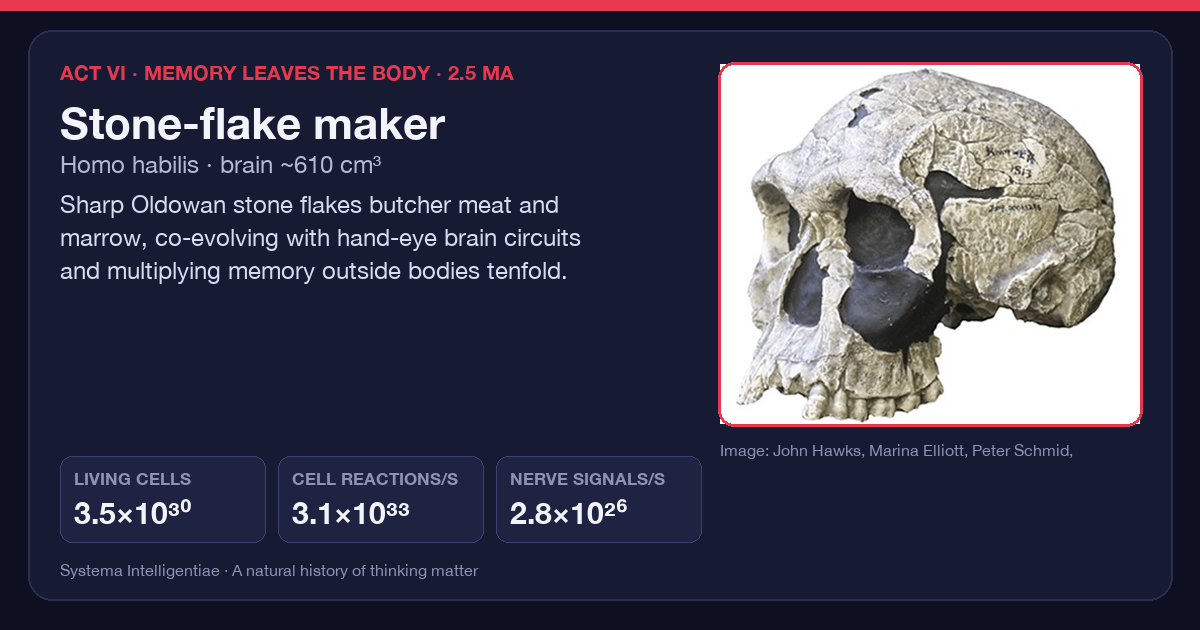 ACT VI · MEMORY LEAVES THE BODY · 2.5 MA
Stone-flake maker
Homo habilis · brain ~610 cm³
Sharp Oldowan stone flakes butcher meat and
marrow, co-evolving with hand-eye brain circuits
and multiplying memory outside bodies tenfold.
LIVING CELLS
3.5×10³⁰
CELL REACTIONS/S
3.1×10³³
NERVE SIGNALS/S
2.8×10²⁶
Image: John Hawks, Marina Elliott, Peter Schmid,
Systema Intelligentiae · A natural history of thinking matter